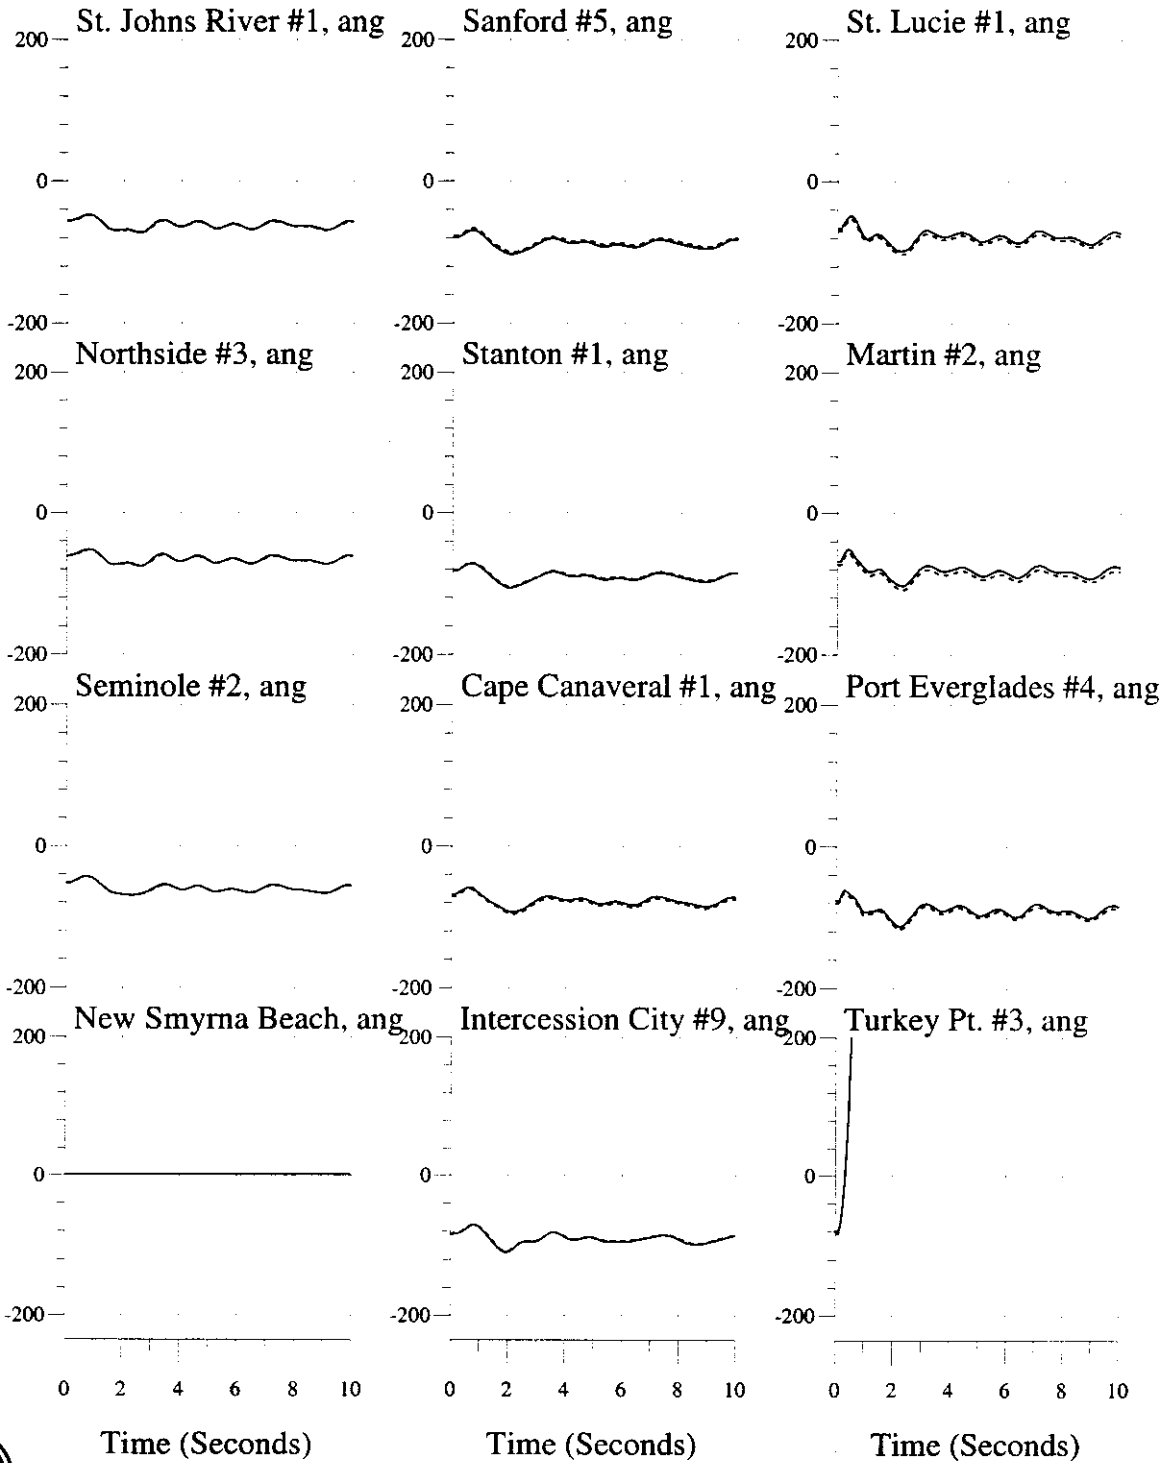 St. Johns River #1, ang
Sanford #5, ang
St. Lucie #1, ang
200
0
-200
200
0
-200
200
0
-200
Northside #3, ang
Stanton #1, ang
Martin #2, ang
200
0
-200
200
0
-200
200
0
-200
Seminole #2, ang
Cape Canaveral #1, ang
Port Everglades #4, ang
200
0
-200
200
0
-200
200
0
-200
New Smyrna Beach, ang
Intercession City #9, ang
Turkey Pt. #3, ang
200
0
-200
200
0
-200
200
0
-200
0 2 4 6 8 10
0 2 4 6 8 10
0 2 4 6 8 10
Time (Seconds)
Time (Seconds)
Time (Seconds)